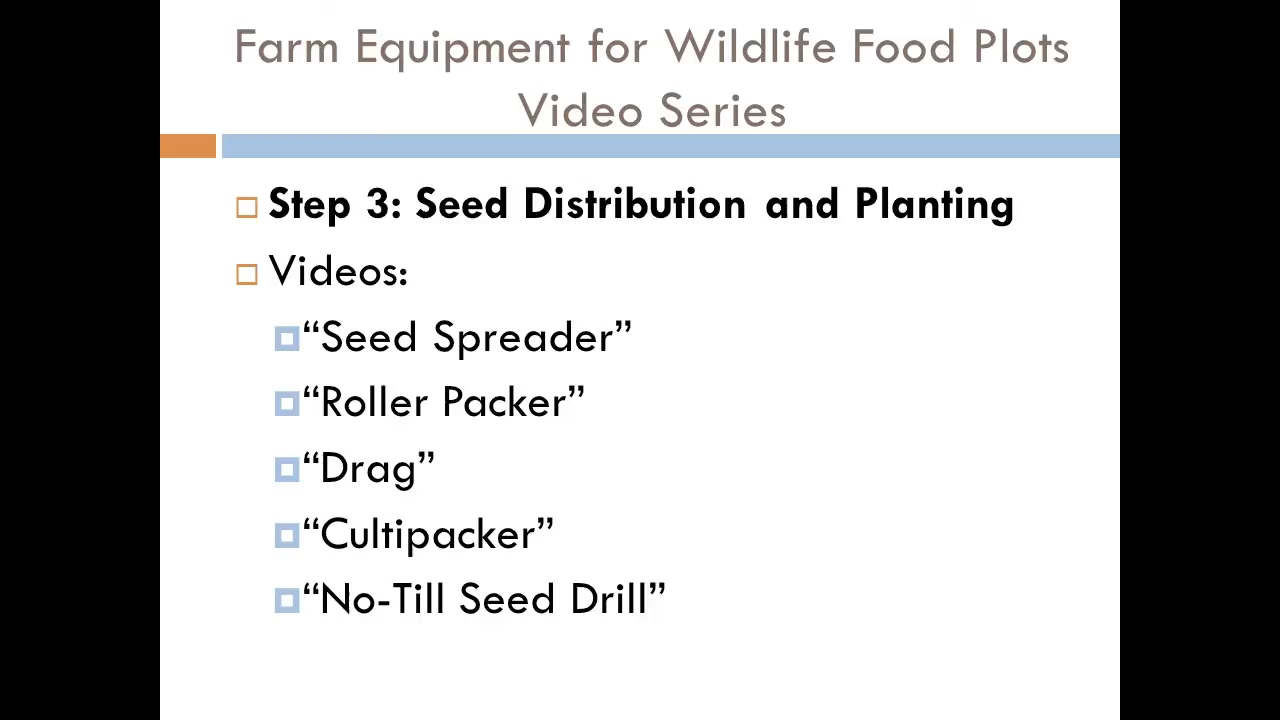 Farm Equipment for Wildlife Food Plots
Video Series
Step 3: Seed Distribution and Planting
Videos:
“Seed Spreader”
“Roller Packer”
“Drag”
“Cultipacker”
“No-Till Seed Drill”